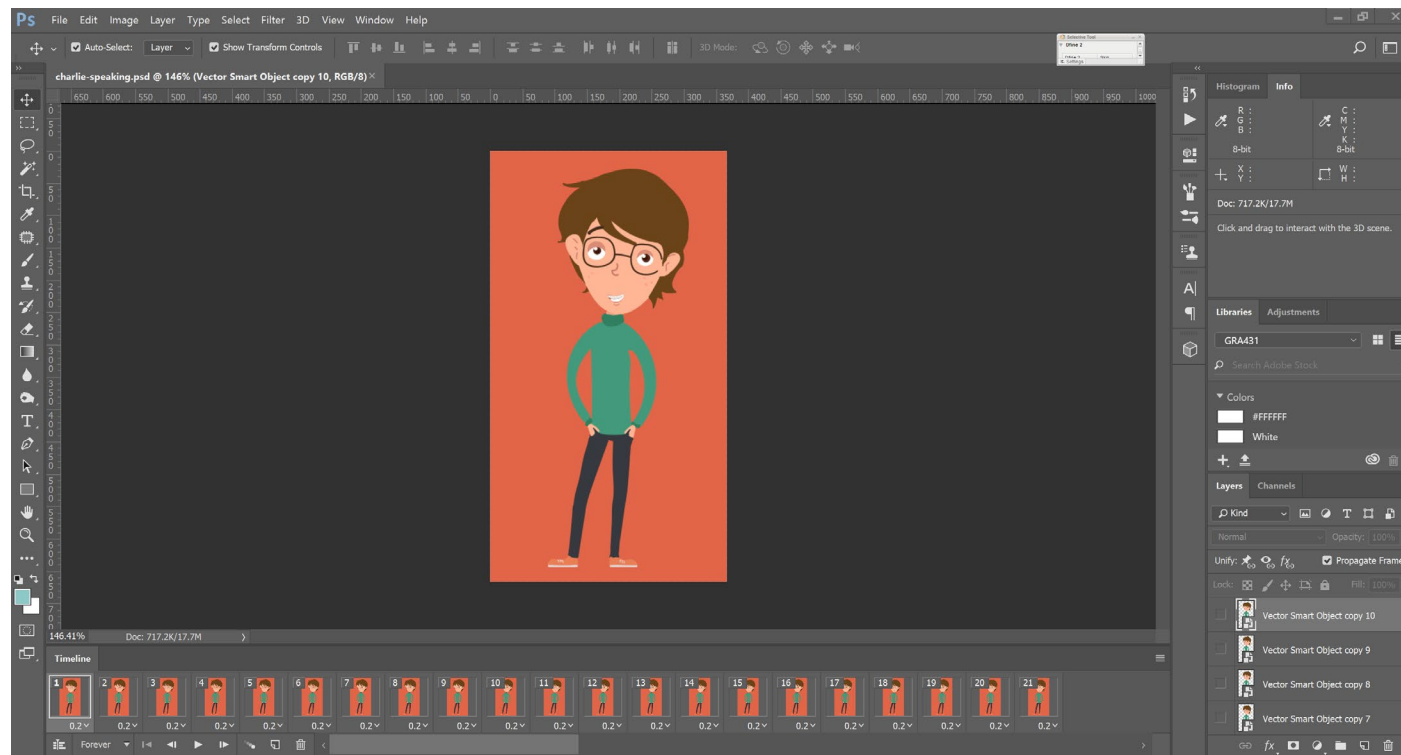 Ps File Edit Image Layer Type Select Filter 3D View Window Help
Auto-Select: Layer Show Transform Controls 3D Mode:
Selective Tool
Dfine 2
Settings
charlie-speaking.psd @ 146% (Vector Smart Object copy 10, RGB/8) ×
650 600 550 500 450 400 350 300 250 200 150 100 50 0 50 100 150 200 250 300 350 400 450 500 550 600 650 700 750 800 850 900 950 1000
Histogram Info
R : C :
G : M :
B : Y :
K :
8-bit 8-bit
X : W :
Y : H :
Doc: 717.2K/17.7M
Click and drag to interact with the 3D scene.
Libraries Adjustments
GRA431
Search Adobe Stock
Colors
#FFFFFF
White
Layers Channels
Kind
Normal Opacity: 100%
Unify: Propagate Frame
Lock: Fill: 100%
Vector Smart Object copy 10
Vector Smart Object copy 9
Vector Smart Object copy 8
Vector Smart Object copy 7
146.41% Doc: 717.2K/17.7M
Timeline
1 2 3 4 5 6 7 8 9 10 11 12 13 14 15 16 17 18 19 20 21
0.2 0.2 0.2 0.2 0.2 0.2 0.2 0.2 0.2 0.2 0.2 0.2 0.2 0.2 0.2 0.2 0.2 0.2 0.2 0.2 0.2
Forever